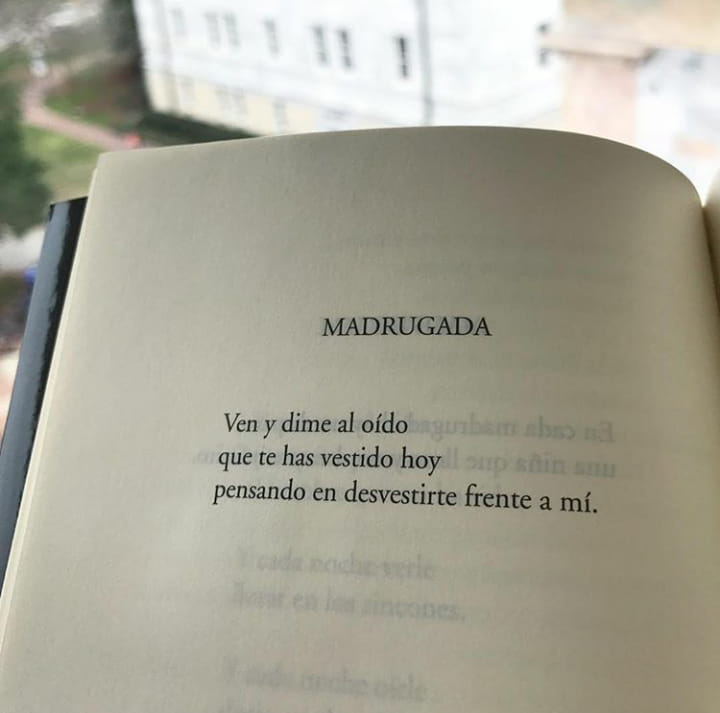 MADRUGADA
Ven y dime al oído
que te has vestido hoy
pensando en desvestirte frente a mí.